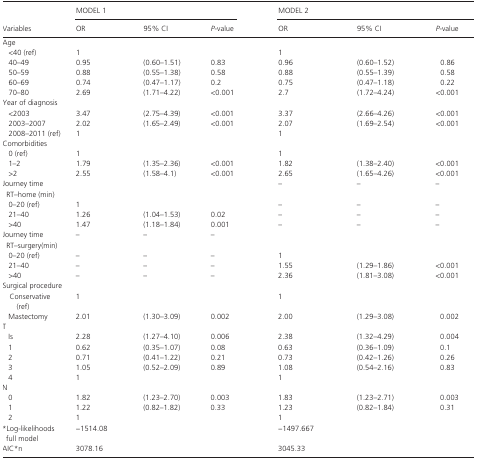 MODEL 1 MODEL 2
Variables OR 95% CI P-value OR 95% CI P-value
Age
<40 (ref) 1 1
40–49 0.95 (0.60–1.51) 0.83 0.96 (0.60–1.52) 0.86
50–59 0.88 (0.55–1.38) 0.58 0.88 (0.55–1.39) 0.58
60–69 0.74 (0.47–1.17) 0.2 0.75 (0.47–1.18) 0.22
70–80 2.69 (1.71–4.22) <0.001 2.7 (1.72–4.24) <0.001
Year of diagnosis
<2003 3.47 (2.75–4.39) <0.001 3.37 (2.66–4.26) <0.001
2003–2007 2.02 (1.65–2.49) <0.001 2.07 (1.69–2.54) <0.001
2008–2011 (ref) 1 1
Comorbidities
0 (ref) 1 1
1–2 1.79 (1.35–2.36) <0.001 1.82 (1.38–2.40) <0.001
>2 2.55 (1.58–4.1) <0.001 2.65 (1.65–4.26) <0.001
Journey time – – –
RT–home (min)
0–20 (ref) 1 – – –
21–40 1.26 (1.04–1.53) 0.02 – – –
>40 1.47 (1.18–1.84) 0.001 – – –
Journey time – – –
RT–surgery(min)
0–20 (ref) – – – 1
21–40 – – – 1.55 (1.29–1.86) <0.001
>40 – – – 2.36 (1.81–3.08) <0.001
Surgical procedure
Conservative 1 1
(ref)
Mastectomy 2.01 (1.30–3.09) 0.002 2.00 (1.29–3.08) 0.002
T
Is 2.28 (1.27–4.10) 0.006 2.38 (1.32–4.29) 0.004
1 0.62 (0.35–1.07) 0.08 0.63 (0.36–1.09) 0.1
2 0.71 (0.41–1.22) 0.21 0.73 (0.42–1.26) 0.26
3 1.05 (0.52–2.09) 0.89 1.08 (0.54–2.16) 0.83
4 1 1
N
0 1.82 (1.23–2.70) 0.003 1.83 (1.23–2.71) 0.003
1 1.22 (0.82–1.82) 0.33 1.23 (0.82–1.84) 0.31
2 1 1
*Log-likelihoods −1514.08 −1497.667
full model
AIC*n 3078.16 3045.33